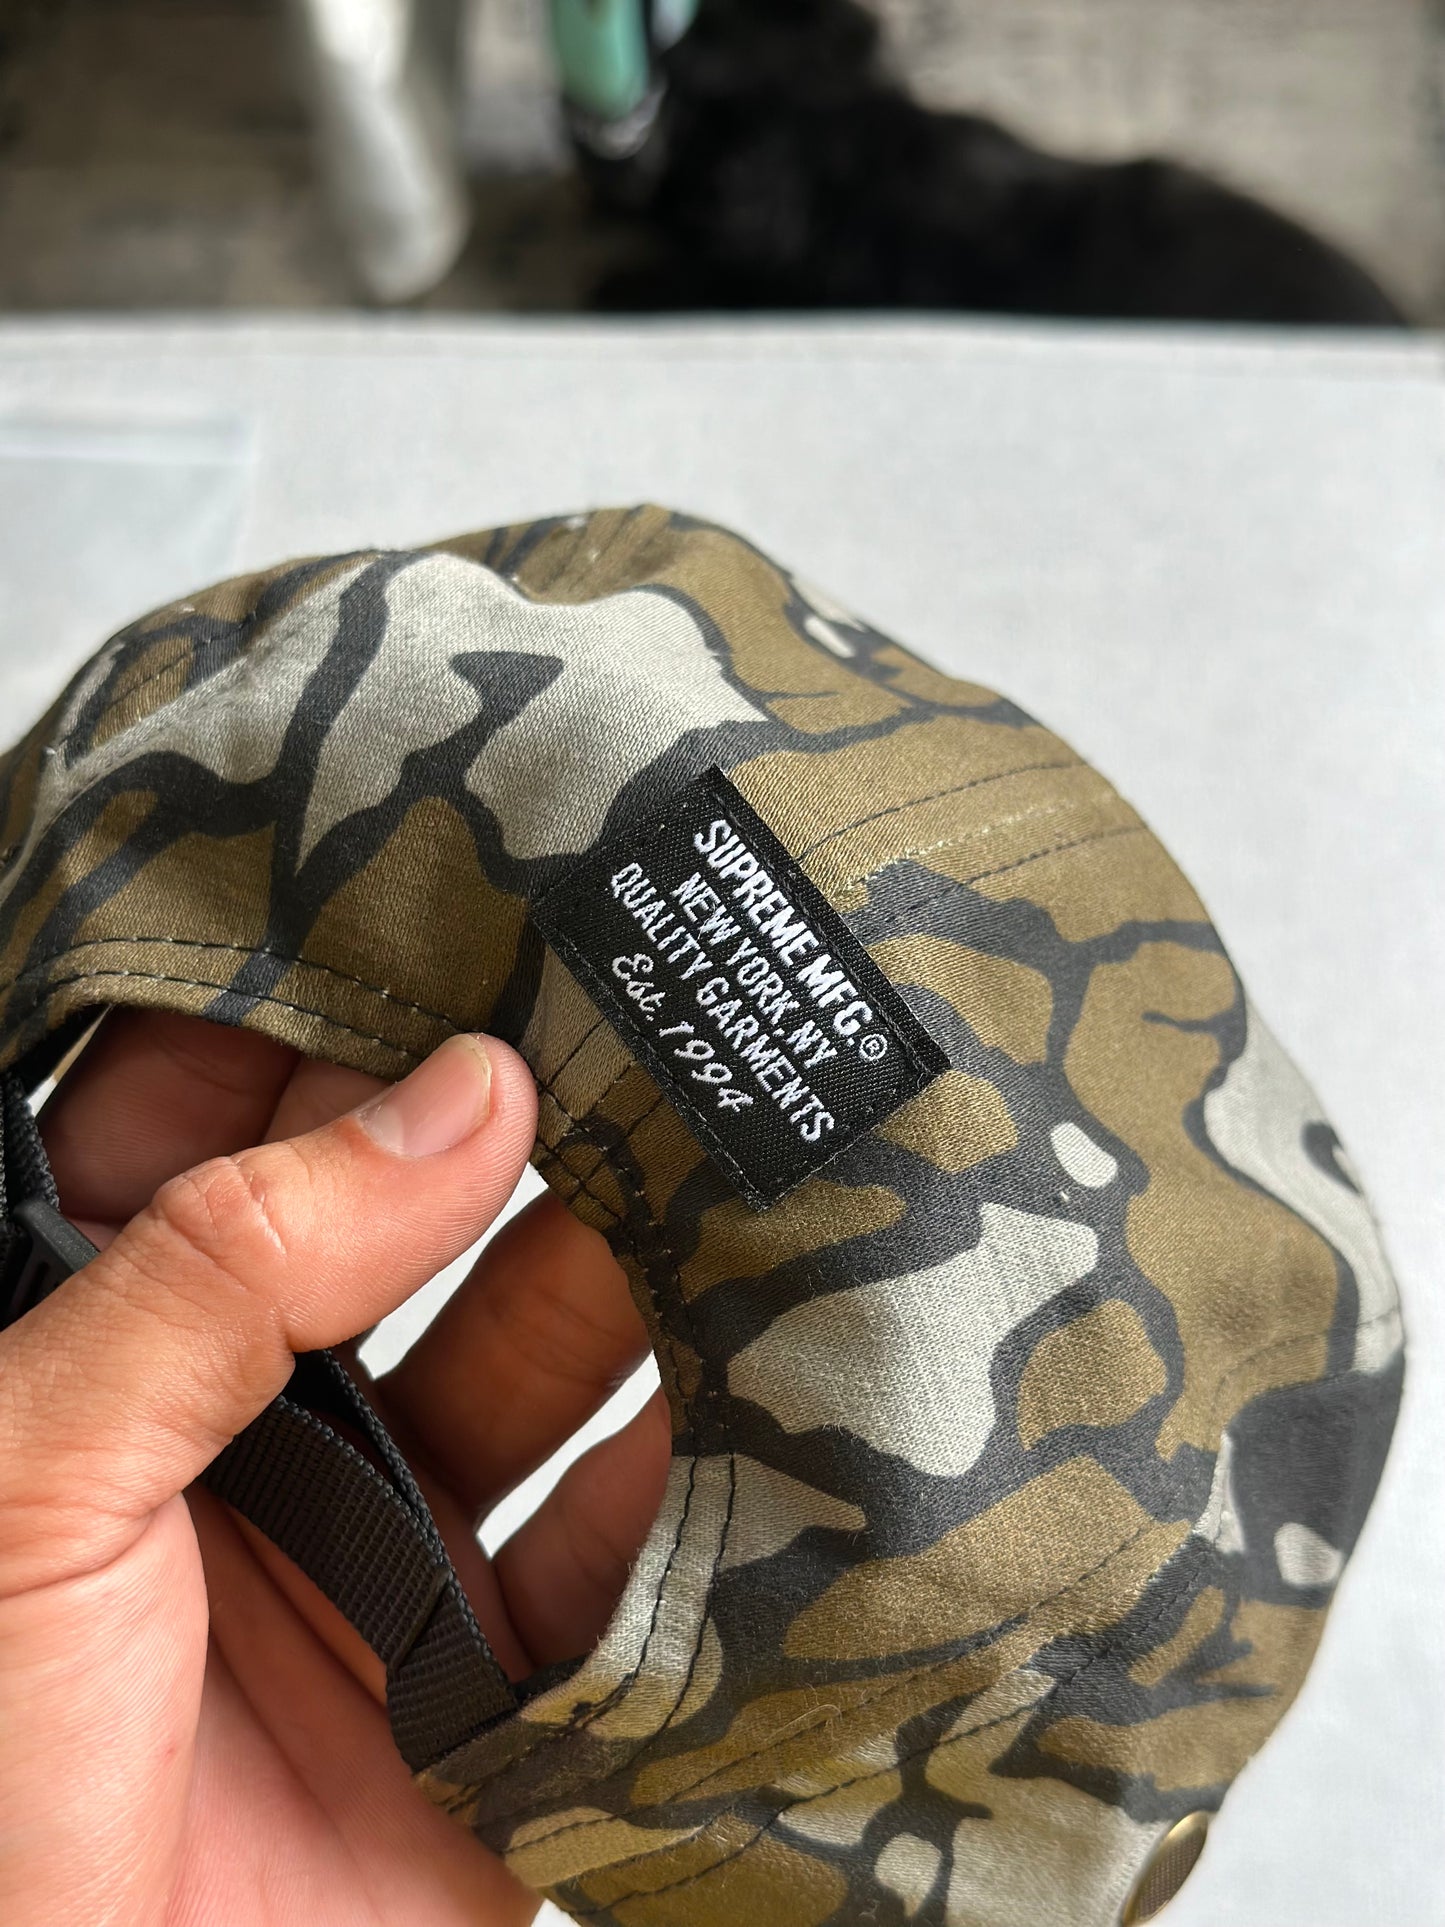 SUPREME MFG.®
NEW YORK, NY
QUALITY GARMENTS
Est. 1994